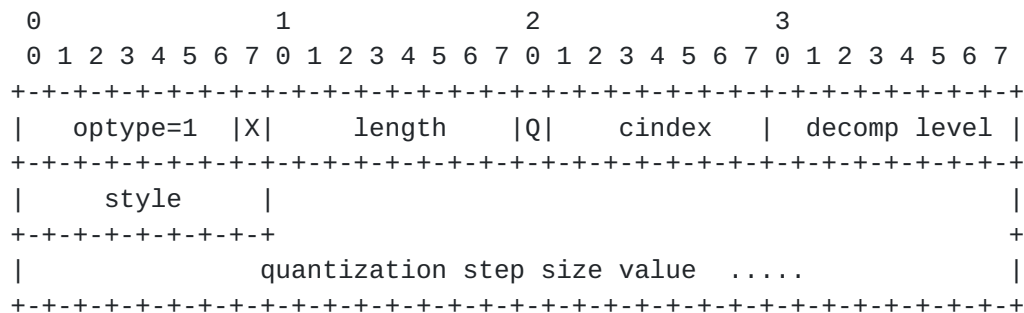 0               1               2               3
 0 1 2 3 4 5 6 7 0 1 2 3 4 5 6 7 0 1 2 3 4 5 6 7 0 1 2 3 4 5 6 7
+-+-+-+-+-+-+-+-+-+-+-+-+-+-+-+-+-+-+-+-+-+-+-+-+-+-+-+-+-+-+-+-+
|   optype=1  |X|     length    |Q|    cindex   |  decomp level |
+-+-+-+-+-+-+-+-+-+-+-+-+-+-+-+-+-+-+-+-+-+-+-+-+-+-+-+-+-+-+-+-+
|     style     |                                               |
+-+-+-+-+-+-+-+-+                                               +
|               quantization step size value  .....             |
+-+-+-+-+-+-+-+-+-+-+-+-+-+-+-+-+-+-+-+-+-+-+-+-+-+-+-+-+-+-+-+-+